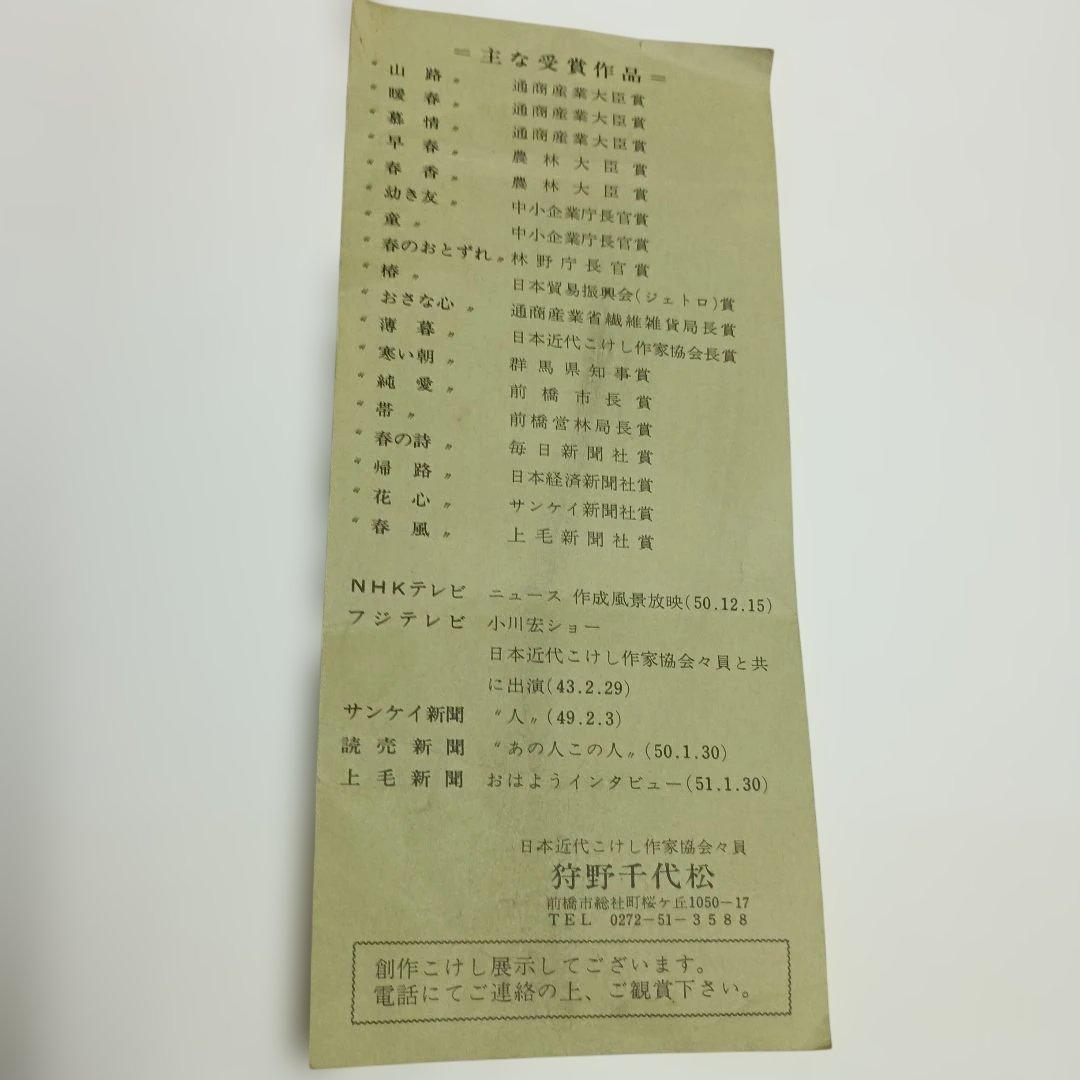 ＝主な受賞作品＝
〝山路〟 通商産業大臣賞
〝暖春〟 通商産業大臣賞
〝慕情〟 通商産業大臣賞
〝早春〟 農林大臣賞
〝春香〟 農林大臣賞
〝幼き友〟 中小企業庁長官賞
〝童〟 中小企業庁長官賞
〝春のおとずれ〟 林野庁長官賞
〝椿〟 日本貿易振興会(ジェトロ)賞
〝おさな心〟 通商産業省繊維雑貨局長賞
〝薄暮〟 日本近代こけし作家協会長賞
〝寒い朝〟 群馬県知事賞
〝純愛〟 前橋市長賞
〝帯〟 前橋営林局長賞
〝春の詩〟 毎日新聞社賞
〝帰路〟 日本経済新聞社賞
〝花心〟 サンケイ新聞社賞
〝春風〟 上毛新聞社賞
NHKテレビ ニュース 作成風景放映(50.12.15)
フジテレビ 小川宏ショー
日本近代こけし作家協会々員と共
に出演(43.2.29)
サンケイ新聞 〝人〟(49.2.3)
読売新聞 〝あの人この人〟(50.1.30)
上毛新聞 おはようインタビュー(51.1.30)
日本近代こけし作家協会々員
狩野千代松
前橋市総社町桜ケ丘1050−17
TEL 0272−51−3588
創作こけし展示してございます。
電話にてご連絡の上、ご観賞下さい。